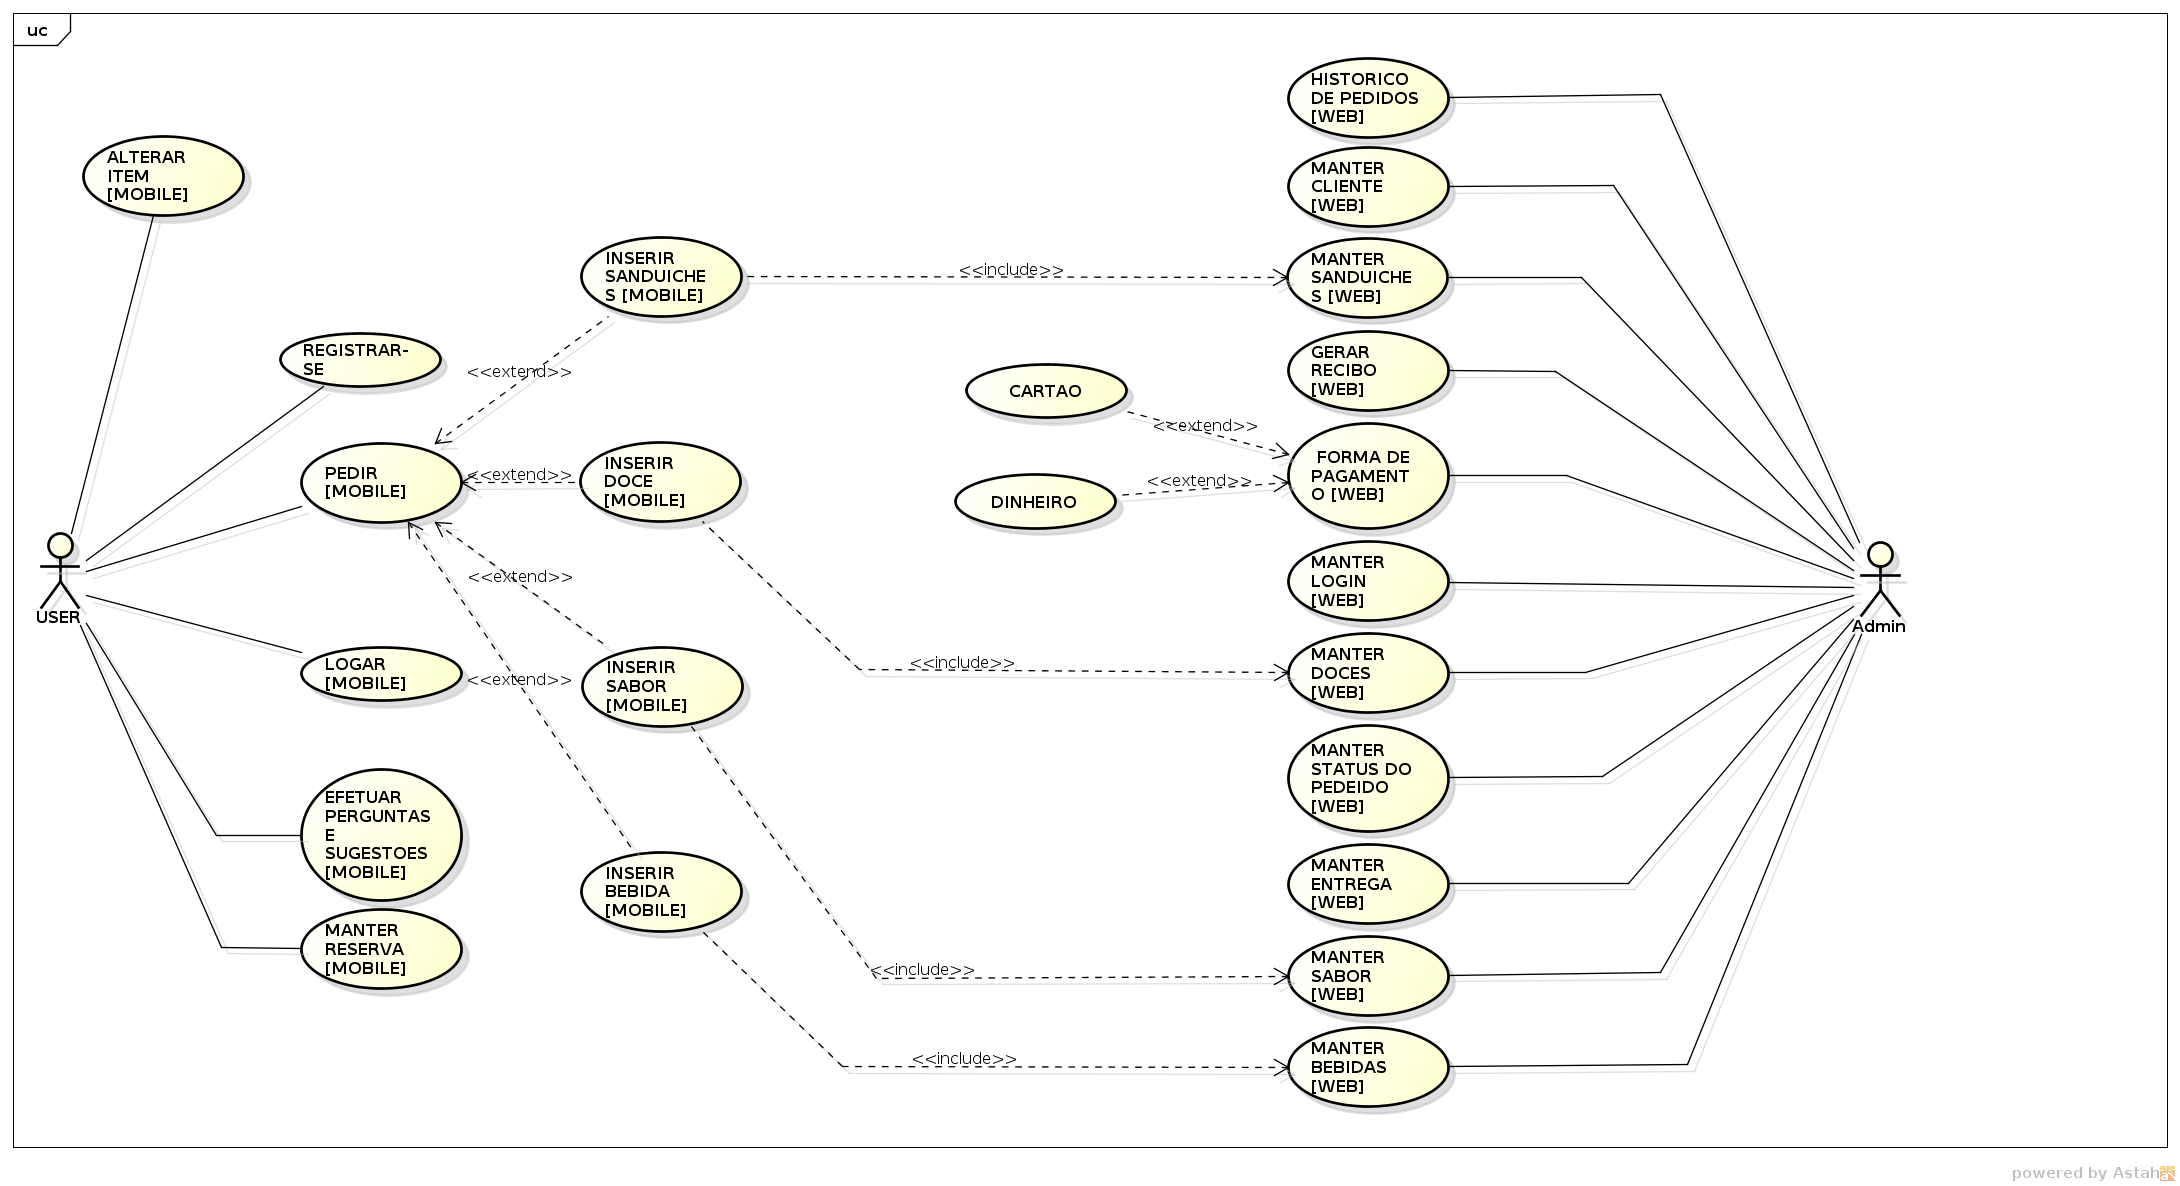 uc
HISTORICO
DE PEDIDOS
[WEB]
ALTERAR
ITEM
[MOBILE]
MANTER
CLIENTE
[WEB]
INSERIR
SANDUICHE
S [MOBILE]
<<include>>
MANTER
SANDUICHE
S [WEB]
REGISTRAR-
SE
<<extend>>
GERAR
RECIBO
[WEB]
CARTAO
<<extend>>
PEDIR
[MOBILE]
<<extend>>
INSERIR
DOCE
[MOBILE]
DINHEIRO
<<extend>>
FORMA DE
PAGAMENT
O [WEB]
<<extend>>
MANTER
LOGIN
[WEB]
USER
Admin
LOGAR
[MOBILE]
<<extend>>
INSERIR
SABOR
[MOBILE]
<<include>>
MANTER
DOCES
[WEB]
MANTER
STATUS DO
PEDEIDO
[WEB]
EFETUAR
PERGUNTAS
E
SUGESTOES
[MOBILE]
INSERIR
BEBIDA
[MOBILE]
MANTER
ENTREGA
[WEB]
MANTER
RESERVA
[MOBILE]
<<include>>
MANTER
SABOR
[WEB]
<<include>>
MANTER
BEBIDAS
[WEB]
powered by Astah